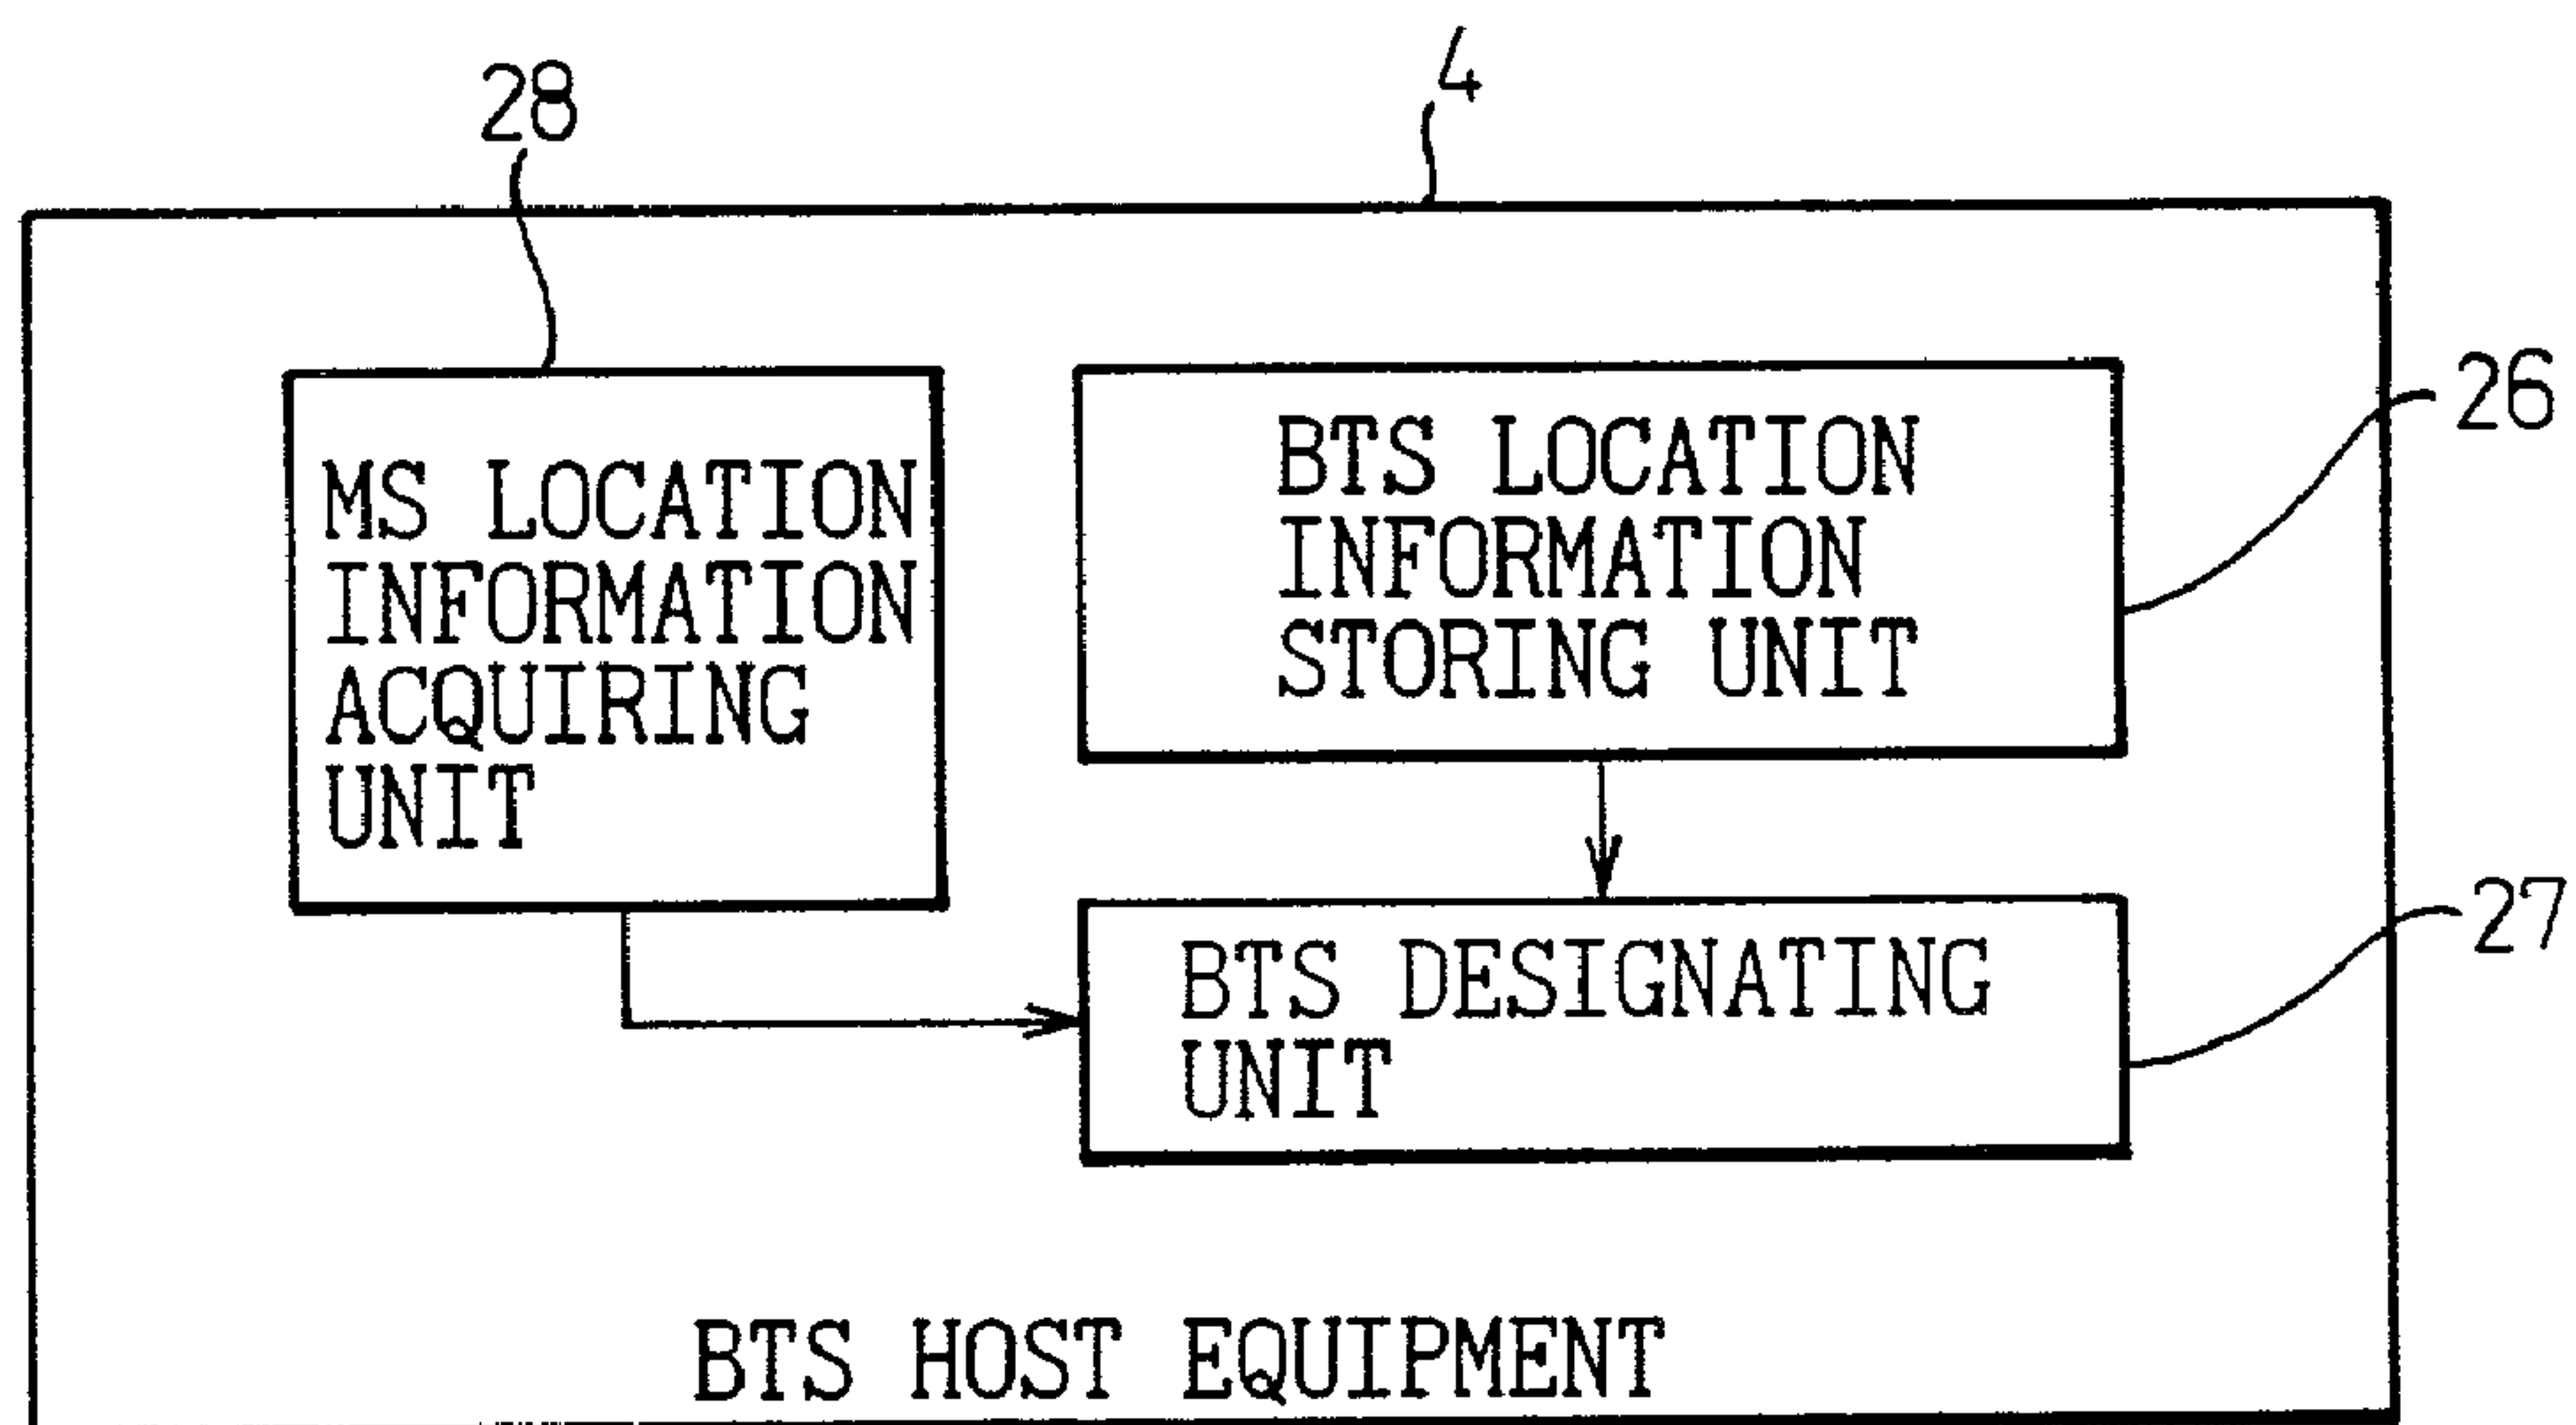 28
4
MS LOCATION
INFORMATION
ACQUIRING
UNIT
BTS LOCATION
INFORMATION
STORING UNIT
26
BTS DESIGNATING
UNIT
27
BTS HOST EQUIPMENT